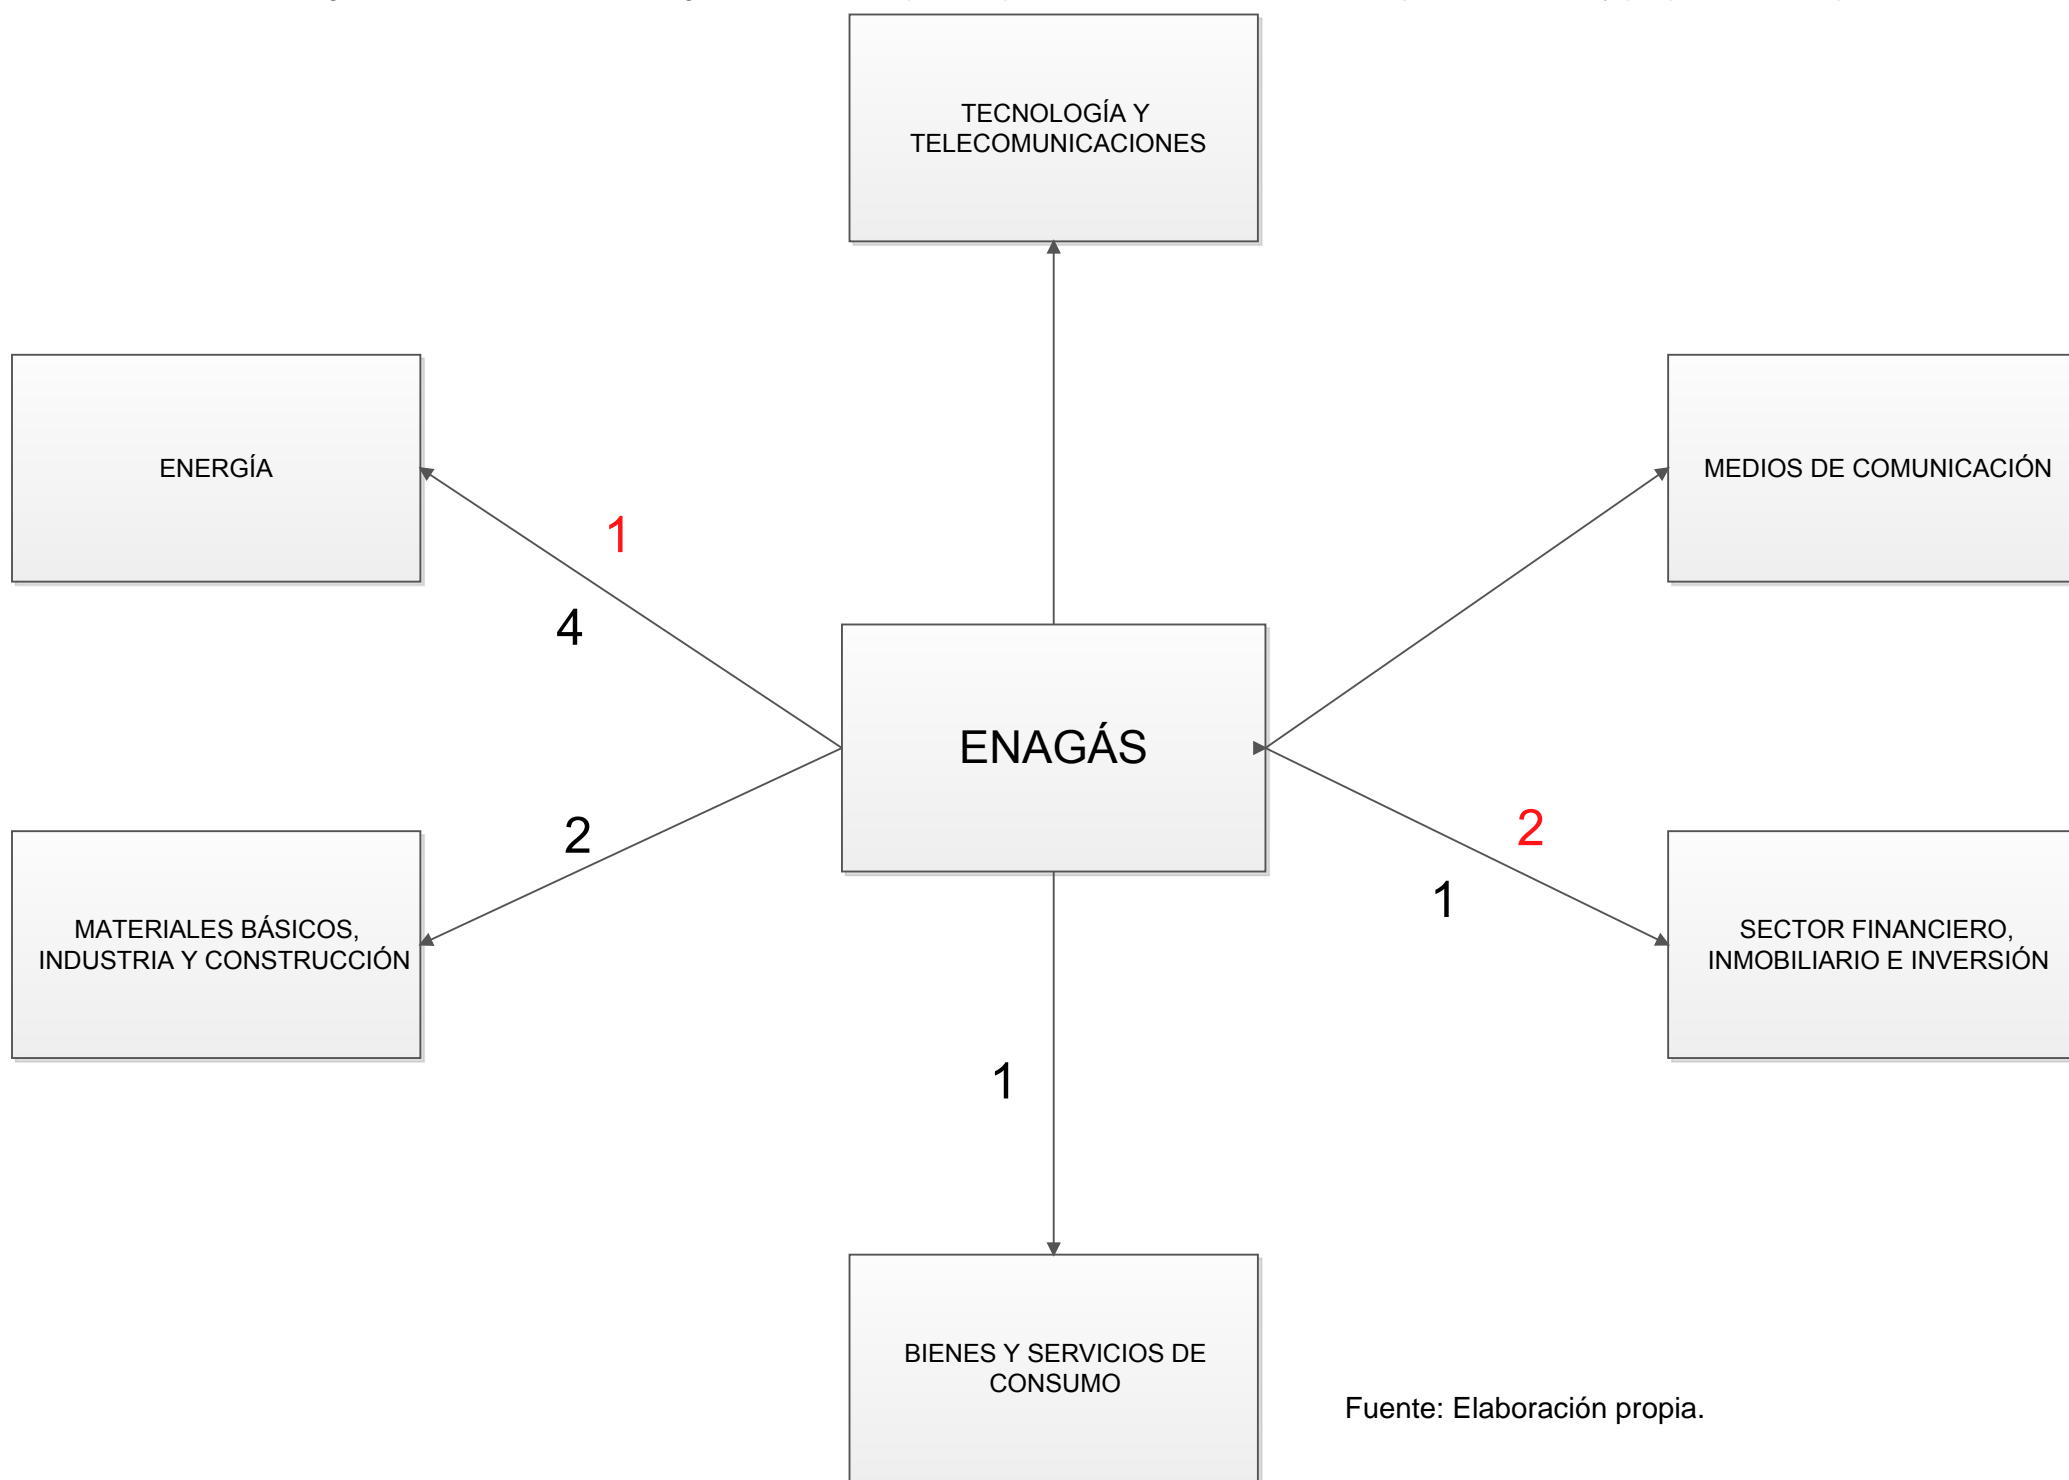 TECNOLOGÍA Y
TELECOMUNICACIONES
ENERGÍA
MEDIOS DE COMUNICACIÓN
1
4
ENAGÁS
2
2
1
MATERIALES BÁSICOS,
INDUSTRIA Y CONSTRUCCIÓN
SECTOR FINANCIERO,
INMOBILIARIO E INVERSIÓN
1
BIENES Y SERVICIOS DE
CONSUMO
Fuente: Elaboración propia.